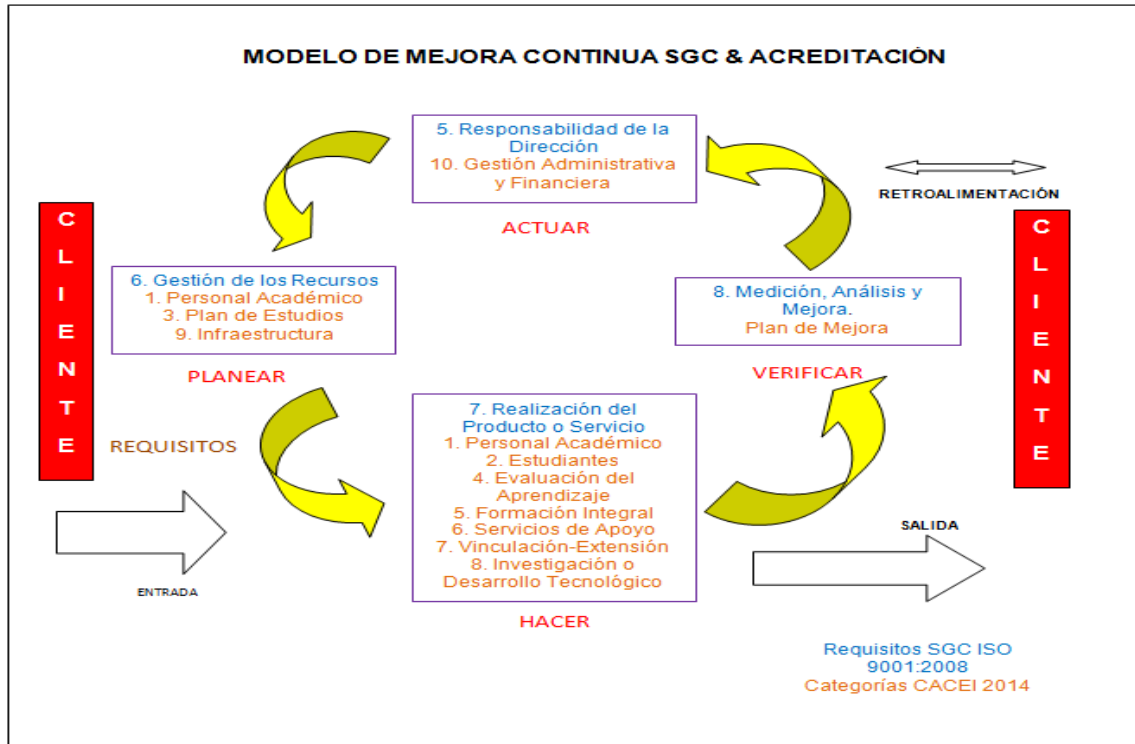 MODELO DE MEJORA CONTINUA SGC & ACREDITACIÓN
5. Responsabilidad de la
Dirección
10. Gestión Administrativa
y Financiera
ACTUAR
RETROALIMENTACIÓN
CLIENTE
6. Gestión de los Recursos
1. Personal Académico
3. Plan de Estudios
9. Infraestructura
PLANEAR
8. Medición, Análisis y
Mejora.
Plan de Mejora
VERIFICAR
CLIENTE
REQUISITOS
7. Realización del
Producto o Servicio
1. Personal Académico
2. Estudiantes
4. Evaluación del
Aprendizaje
5. Formación Integral
6. Servicios de Apoyo
7. Vinculación-Extensión
8. Investigación o
Desarrollo Tecnológico
HACER
ENTRADA
SALIDA
Requisitos SGC ISO
9001:2008
Categorías CACEI 2014